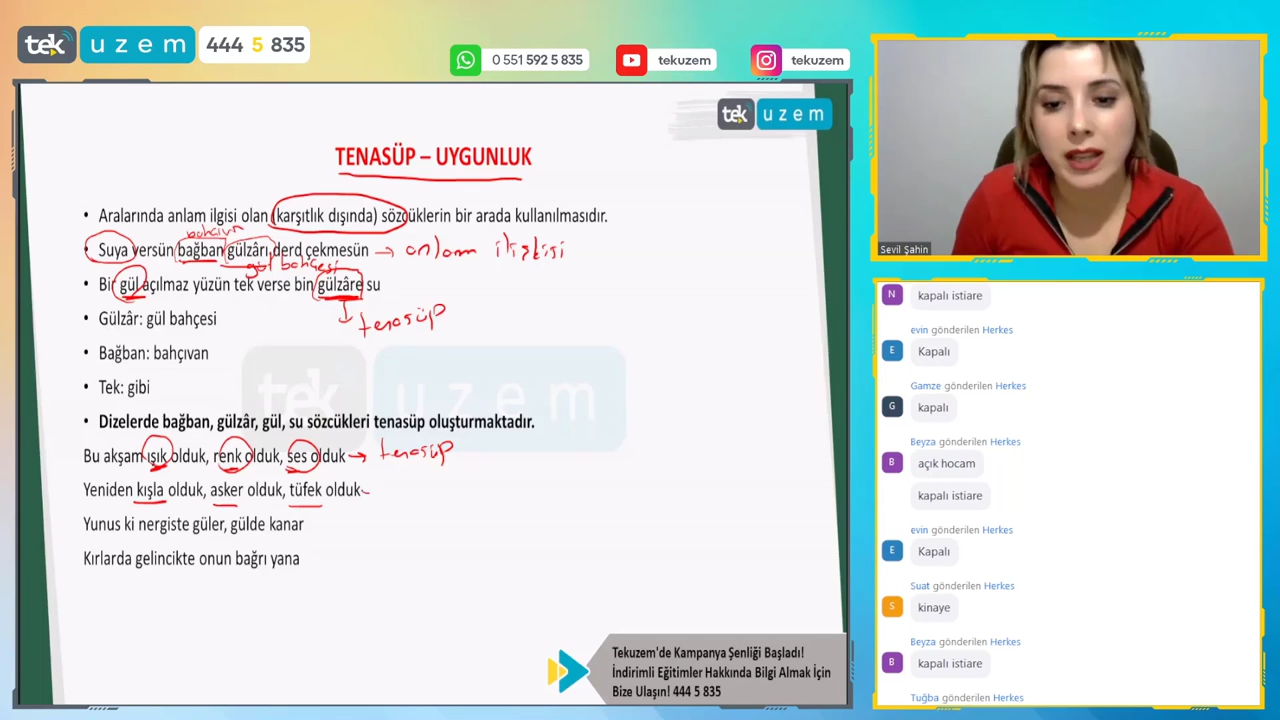 tek uzem 444 5 835
0 551 592 5 835
tekuzem
tekuzem
tek uzem
TENASÜP – UYGUNLUK
• Aralarında anlam ilgisi olan (karşıtlık dışında) sözcüklerin bir arada kullanılmasıdır.
bahçıvn
• Suya versün bağban gülzârı derd çekmesün → anlam ilişkisi
gül bahçesi
• Bir gül açılmaz yüzün tek verse bin gülzâre su
tenasüp
• Gülzâr: gül bahçesi
• Bağban: bahçıvan
• Tek: gibi
tek uzem
• Dizelerde bağban, gülzâr, gül, su sözcükleri tenasüp oluşturmaktadır.
Bu akşam ışık olduk, renk olduk, ses olduk → tenasüp
Yeniden kışla olduk, asker olduk, tüfek olduk
Yunus ki nergiste güler, gülde kanar
Kırlarda gelincikte onun bağrı yana
Tekuzem'de Kampanya Şenliği Başladı!
İndirimli Eğitimler Hakkında Bilgi Almak İçin
Bize Ulaşın! 444 5 835
Sevil Şahin
N kapalı istiare
evin gönderilen Herkes
E Kapalı
Gamze gönderilen Herkes
G kapalı
Beyza gönderilen Herkes
B açık hocam
kapalı istiare
evin gönderilen Herkes
E Kapalı
Suat gönderilen Herkes
S kinaye
Beyza gönderilen Herkes
B kapalı istiare
Tuğba gönderilen Herkes